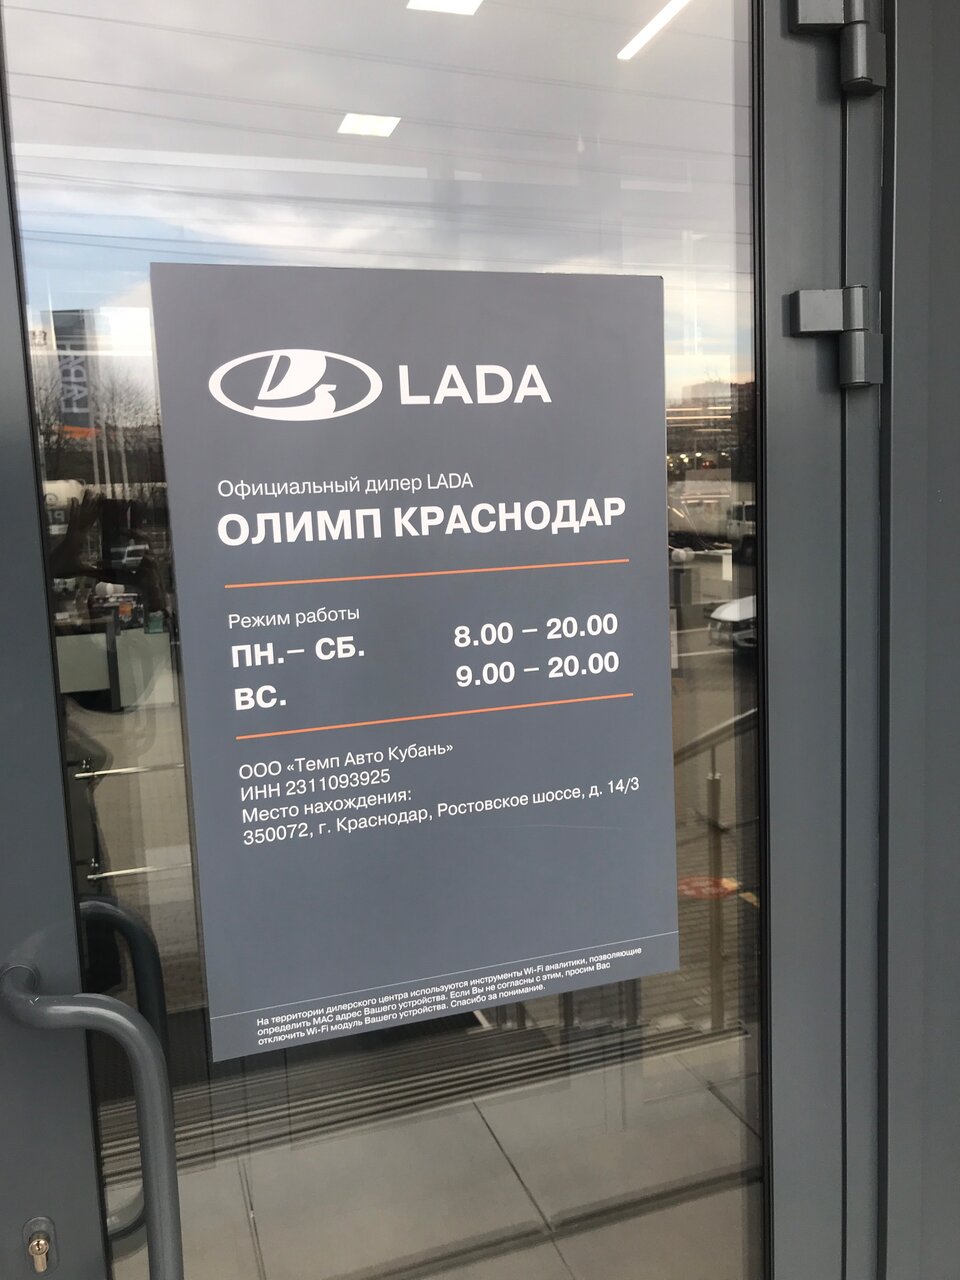 LADA
Официальный дилер LADA
ОЛИМП КРАСНОДАР
Режим работы
ПН.– СБ. 8.00 – 20.00
ВС. 9.00 – 20.00
ООО «Темп Авто Кубань»
ИНН 2311093925
Место нахождения:
350072, г. Краснодар, Ростовское шоссе, д. 14/3
На территории дилерского центра используются инструменты Wi-Fi аналитики, позволяющие
определить MAC адрес Вашего устройства. Если Вы не согласны с этим, просим Вас
отключить Wi-Fi модуль Вашего устройства. Спасибо за понимание.